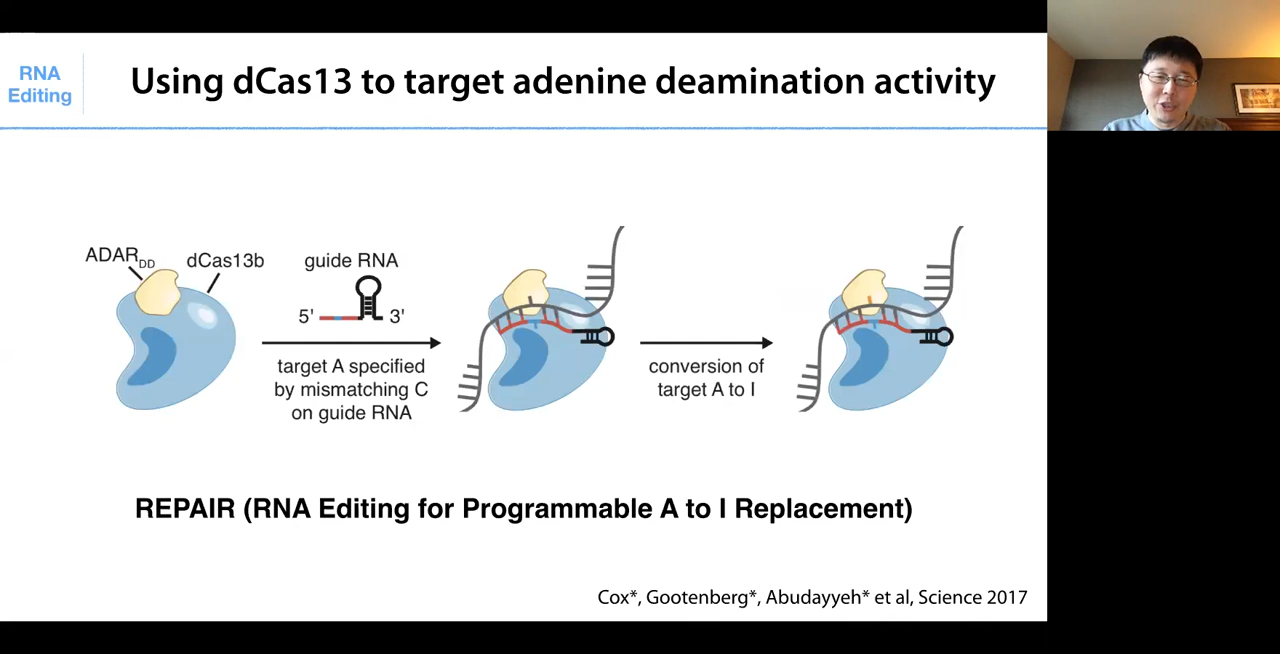 RNA
Editing
Using dCas13 to target adenine deamination activity
ADARDD
dCas13b
guide RNA
5'
3'
target A specified
by mismatching C
on guide RNA
conversion of
target A to I
REPAIR (RNA Editing for Programmable A to I Replacement)
Cox*, Gootenberg*, Abudayyeh* et al, Science 2017